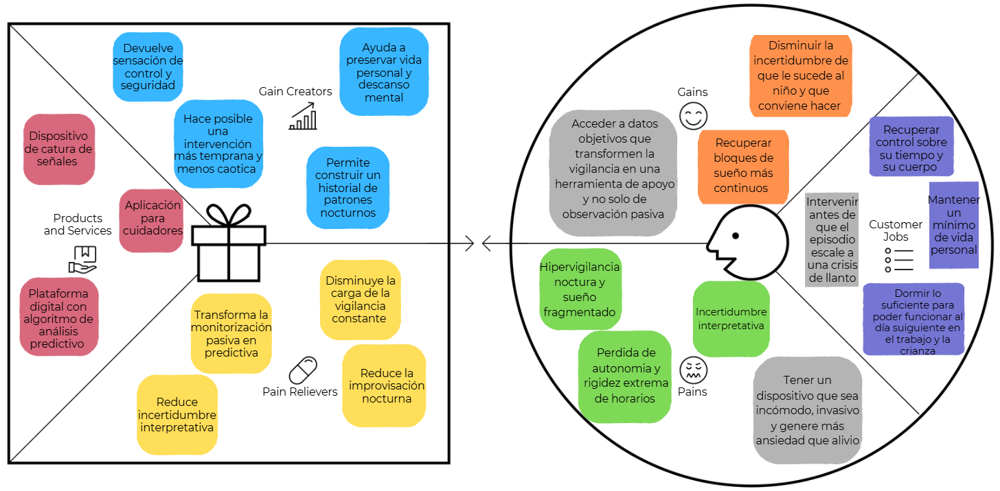 Devuelve
sensación de
control y
seguridad
Ayuda a
preservar vida
personal y
descanso
mental
Gain Creators
Hace posible
una
intervención
más temprana y
menos caotica
Permite
construir un
historial de
patrones
nocturnos
Dispositivo
de catura de
señales
Aplicación
para
cuidadores
Products
and Services
Plataforma
digital con
algoritmo de
análisis
predictivo
Disminuye la
carga de la
vigilancia
constante
Transforma la
monitorización
pasiva en
predictiva
Reduce la
improvisación
nocturna
Pain Relievers
Reduce
incertidumbre
interpretativa
Disminuir la
incertidumbre de
que le sucede al
niño y que
conviene hacer
Gains
Acceder a datos
objetivos que
transformen la
vigilancia en una
herramienta de apoyo
y no solo de
observación pasiva
Recuperar
bloques de
sueño más
continuos
Recuperar
control sobre
su tiempo y
su cuerpo
Intervenir
antes de
que el
episodio
escale a
una crisis
de llanto
Customer
Jobs
Mantener
un
mínimo
de vida
personal
Dormir lo
suficiente para
poder funcionar al
día suiguiente en
el trabajo y la
crianza
Hipervigilancia
noctura y
sueño
fragmentado
Incertidumbre
interpretativa
Perdida de
autonomia y
rigidez extrema
de horarios
Pains
Tener un
dispositivo que sea
incómodo, invasivo
y genere más
ansiedad que alivio